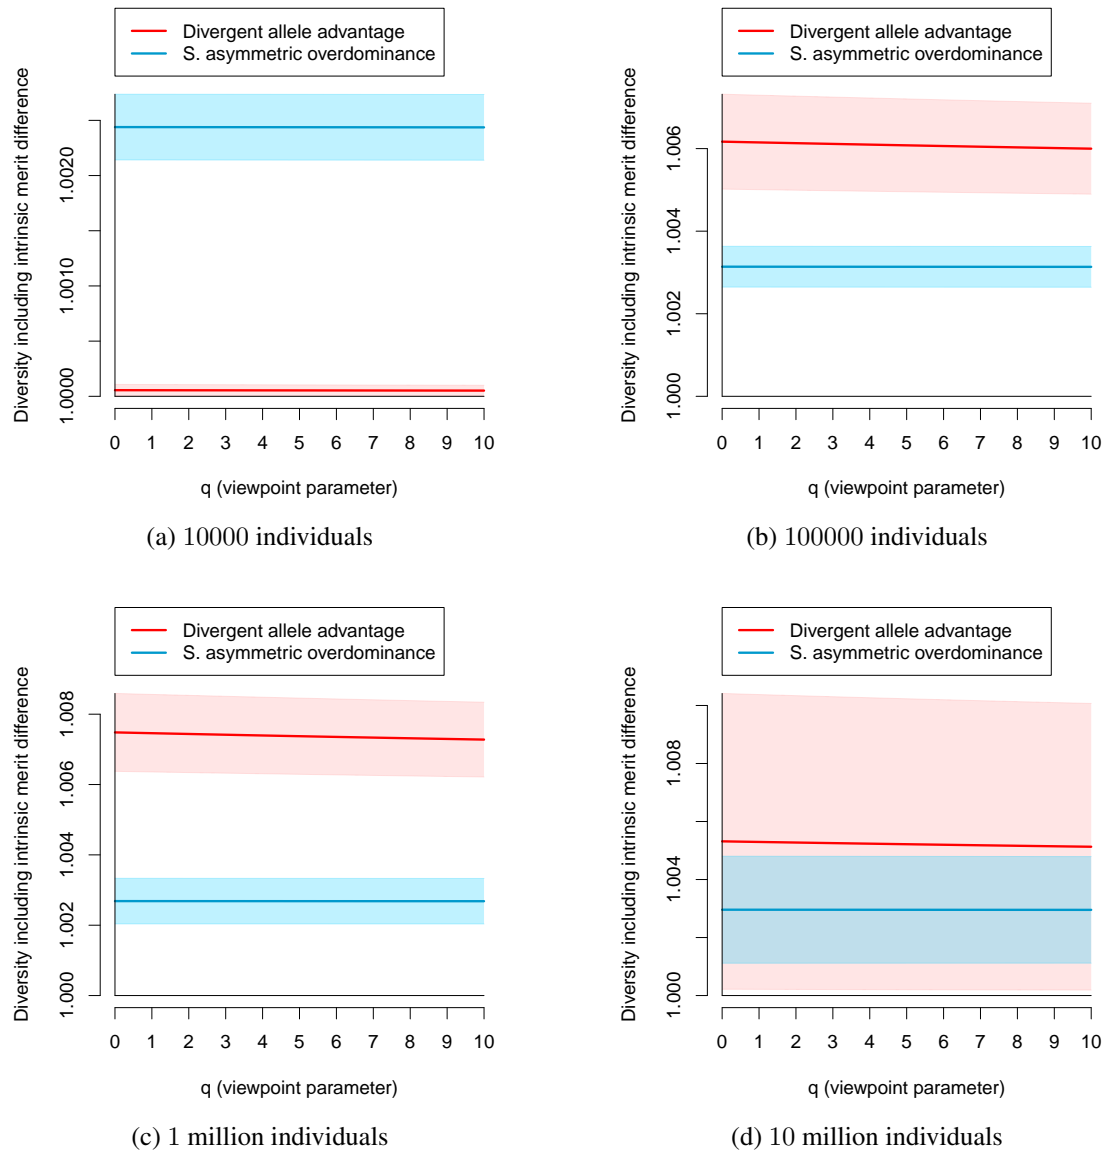 Divergent allele advantage
S. asymmetric overdominance
Diversity including intrinsic merit difference
1.0020
1.0010
1.0000
0 1 2 3 4 5 6 7 8 9 10
q (viewpoint parameter)
(a) 10000 individuals
Divergent allele advantage
S. asymmetric overdominance
Diversity including intrinsic merit difference
1.006
1.004
1.002
1.000
0 1 2 3 4 5 6 7 8 9 10
q (viewpoint parameter)
(b) 100000 individuals
Divergent allele advantage
S. asymmetric overdominance
Diversity including intrinsic merit difference
1.008
1.006
1.004
1.002
1.000
0 1 2 3 4 5 6 7 8 9 10
q (viewpoint parameter)
(c) 1 million individuals
Divergent allele advantage
S. asymmetric overdominance
Diversity including intrinsic merit difference
1.008
1.004
1.000
0 1 2 3 4 5 6 7 8 9 10
q (viewpoint parameter)
(d) 10 million individuals